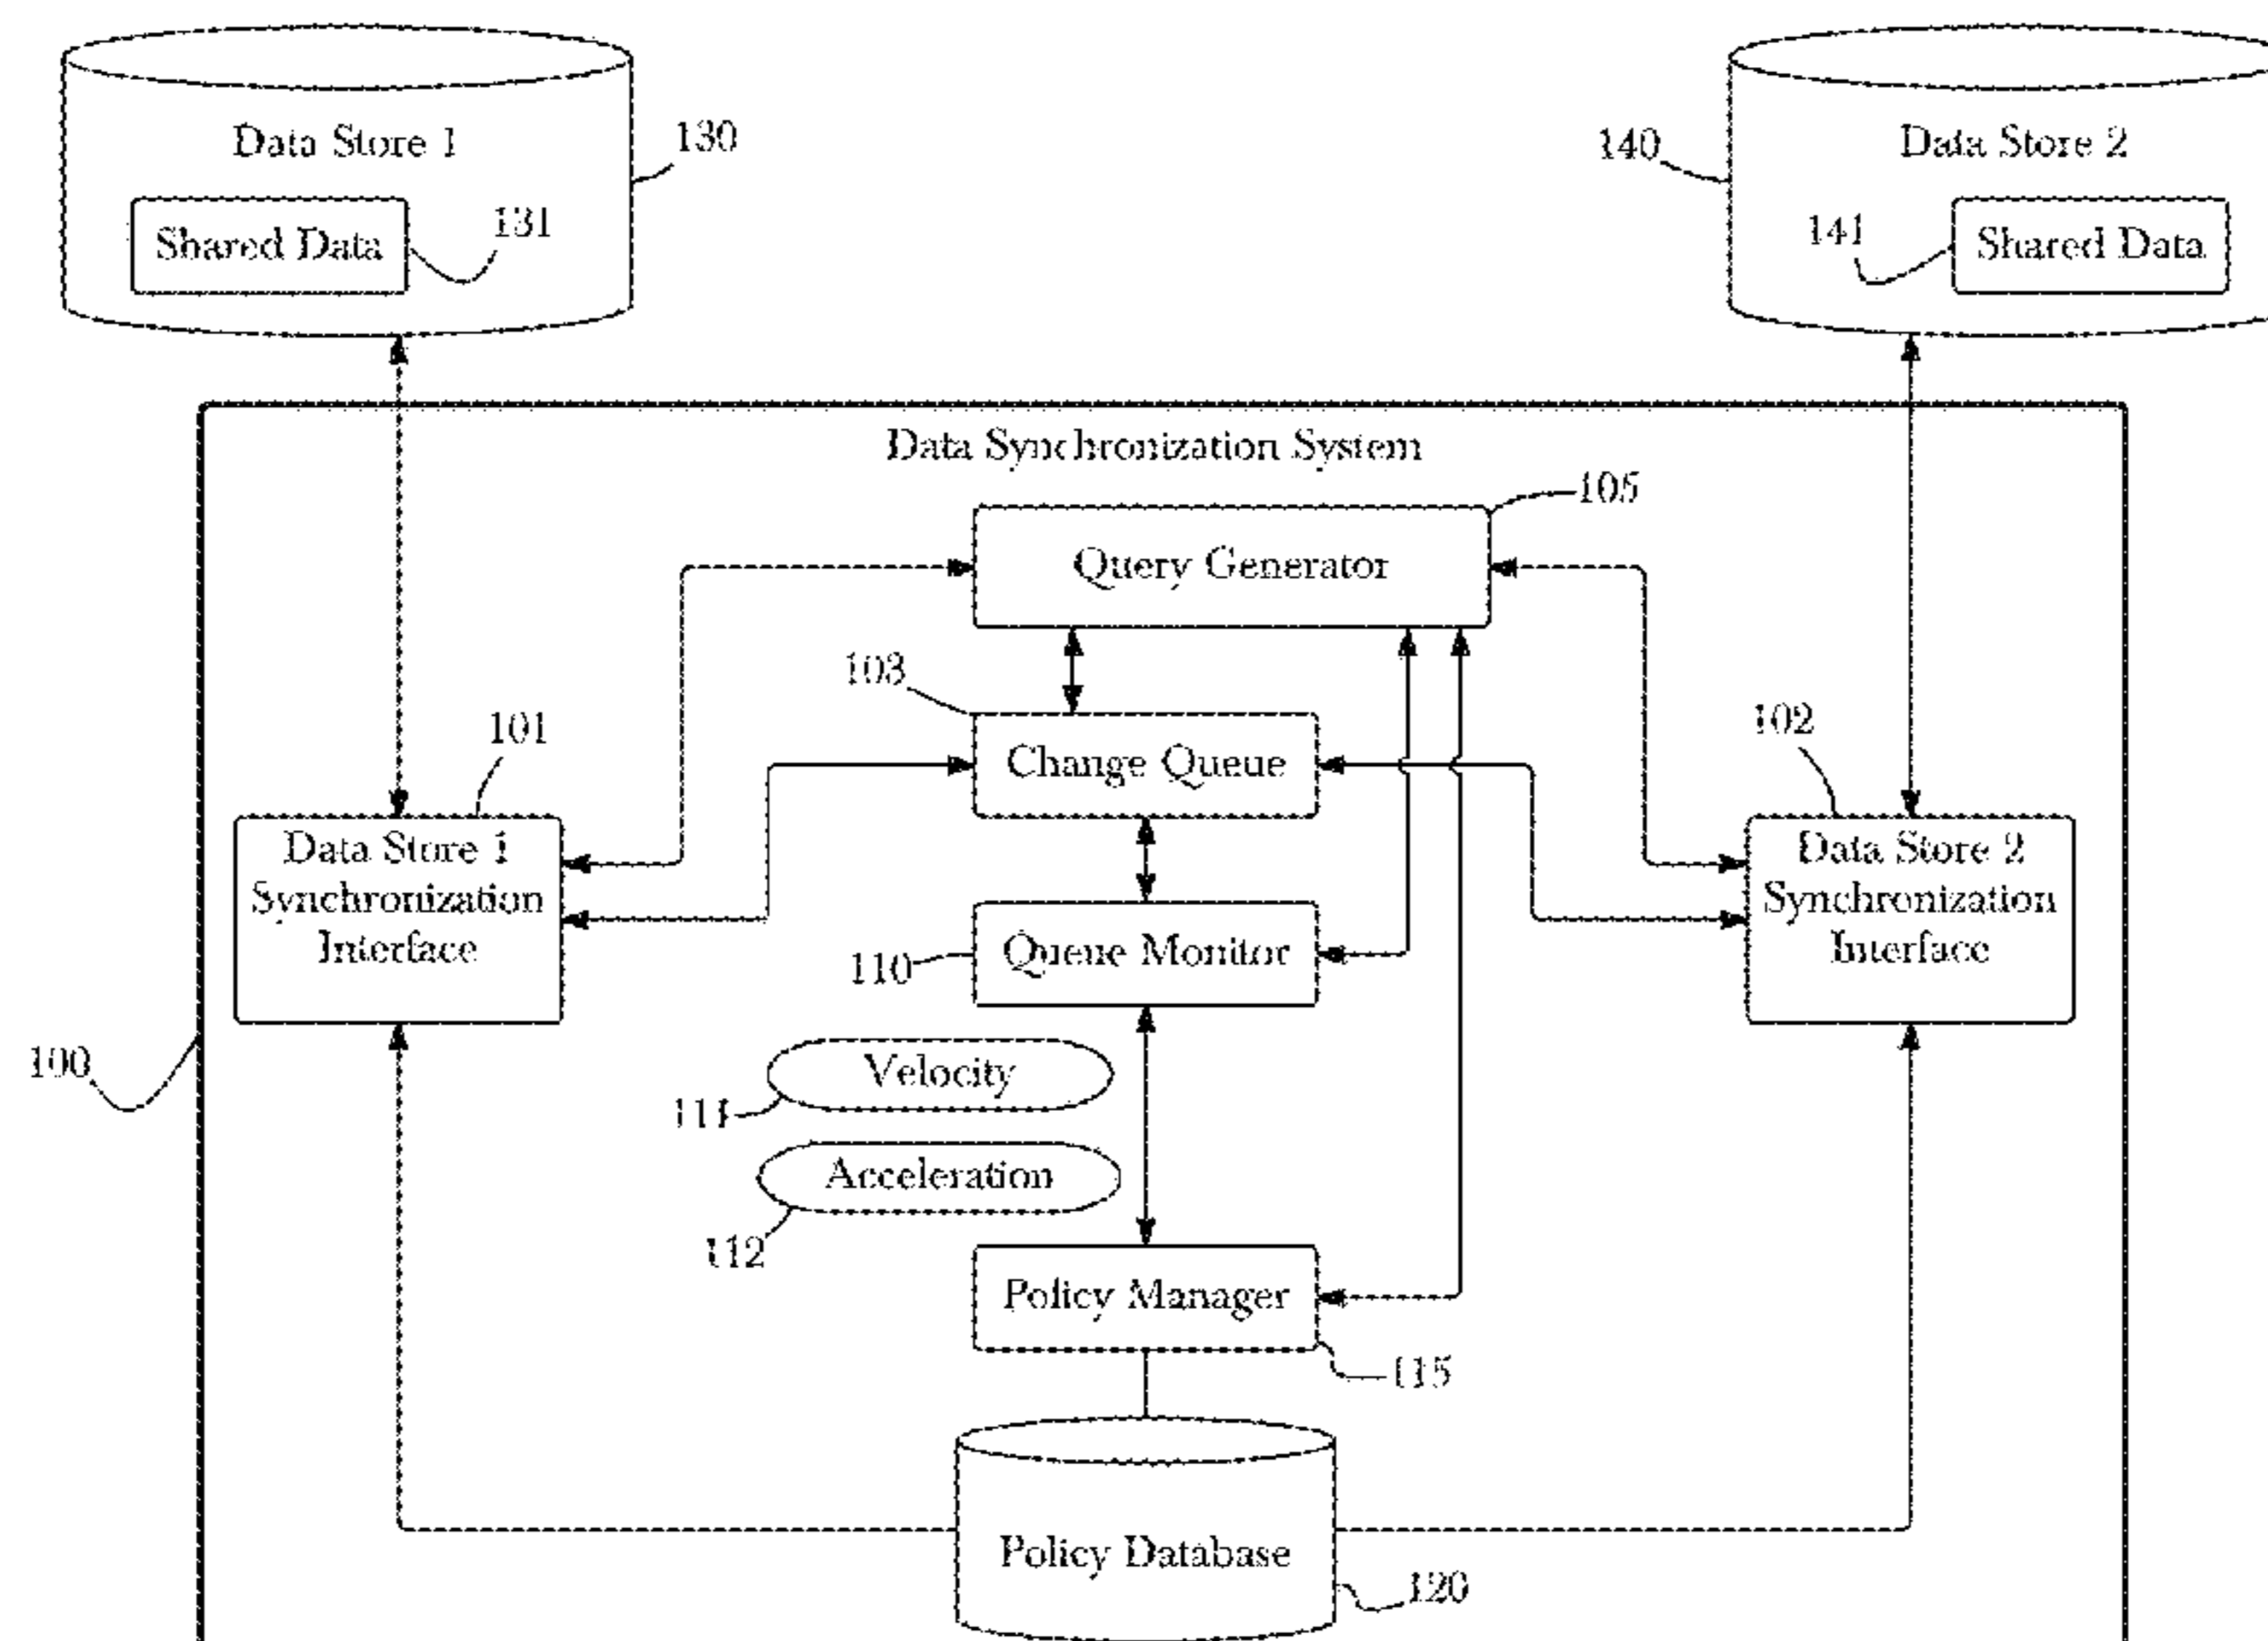 Data Store 1
130
Shared Data
131
140
Data Store 2
141
Shared Data
Data Synchronization System
105
Query Generator
103
Change Queue
101
Data Store 1
Synchronization
Interface
102
Data Store 2
Synchronization
Interface
110
Queue Monitor
100
Velocity
111
Acceleration
112
Policy Manager
115
Policy Database
120